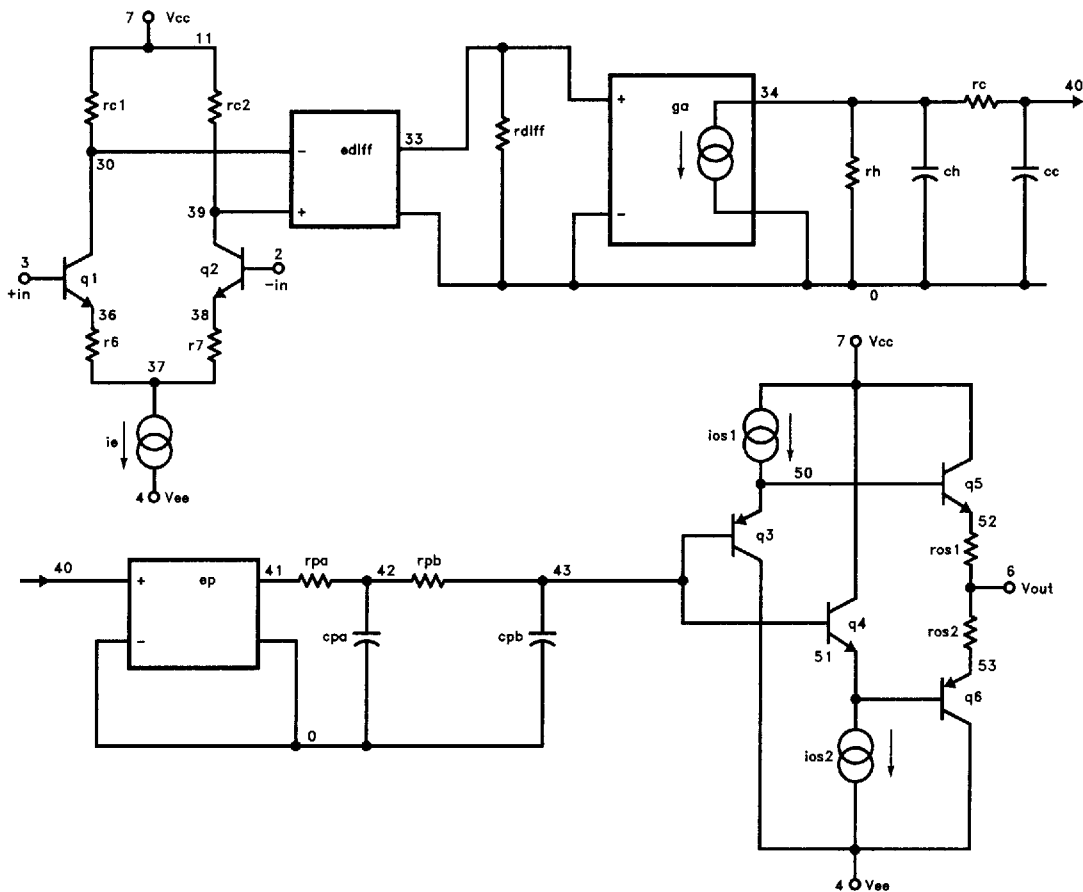 7 Vcc
11
rc1
rc2
30
39
ediff
-
+
33
rdiff
+
ga
-
34
rc
40
rh
ch
cc
0
3
+in
q1
q2
2
-in
36
38
r6
r7
37
ie
4 Vee
7 Vcc
ios1
50
q5
q3
52
ros1
6
Vout
ros2
q4
51
53
q6
ios2
4 Vee
40
+
ep
-
41
rpa
42
rpb
43
cpa
cpb
0